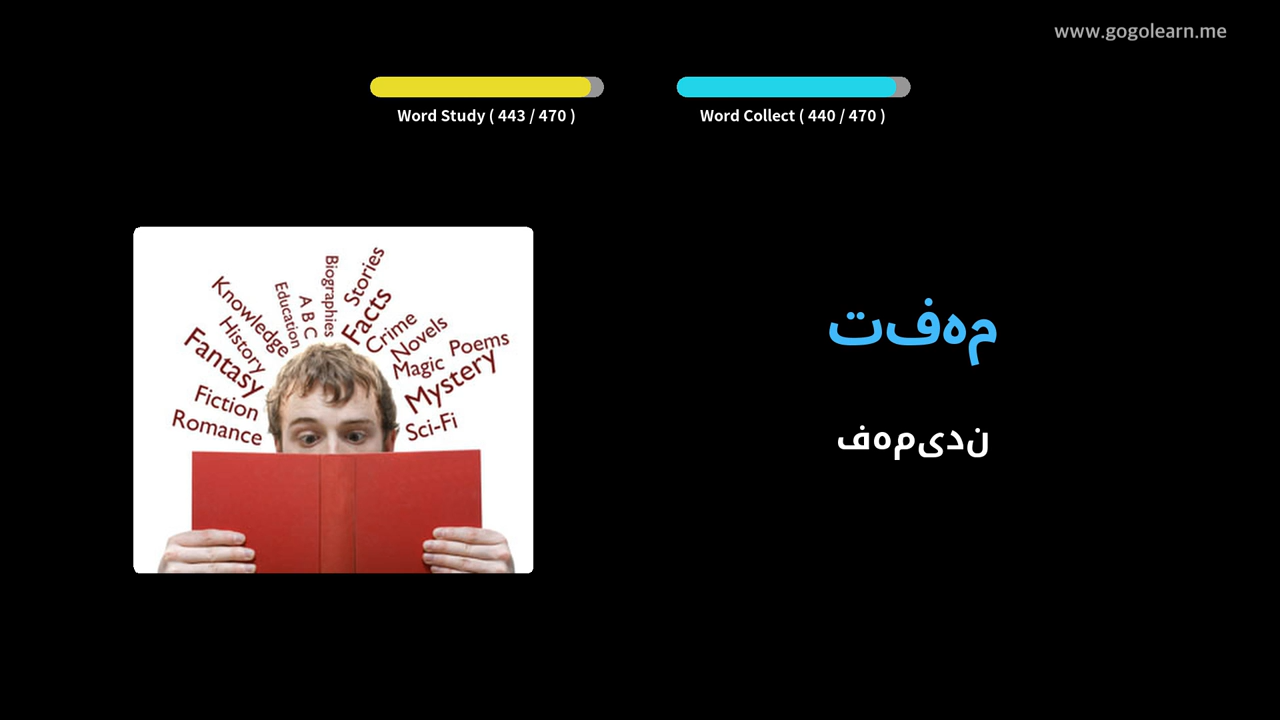 www.gogolearn.me
Word Study ( 443 / 470 )
Word Collect ( 440 / 470 )
Knowledge
History
Fantasy
Fiction
Romance
Education
A B C
Biographies
Stories
Facts
Crime
Novels
Magic
Poems
Mystery
Sci-Fi
تفهم
فهمیدن